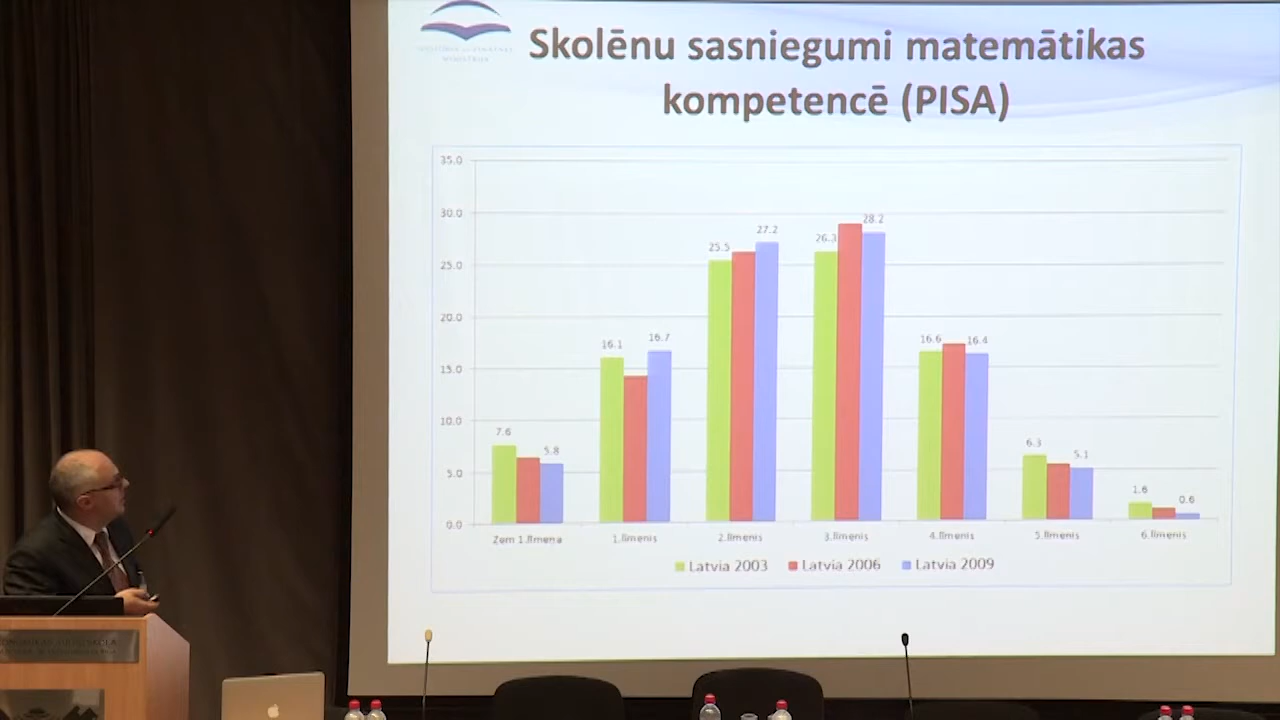 Skolēnu sasniegumi matemātikas
kompetencē (PISA)
MINISTRIJA
35.0
30.0
25.0
20.0
15.0
10.0
5.0
0.0
7.6
5.8
16.1
16.7
25.5
27.2
26.3
28.2
16.6
16.4
6.3
5.1
1.6
0.6
Zem 1.līmeņa
1.līmenis
2.līmenis
3.līmenis
4.līmenis
5.līmenis
6.līmenis
Latvia 2003
Latvia 2006
Latvia 2009